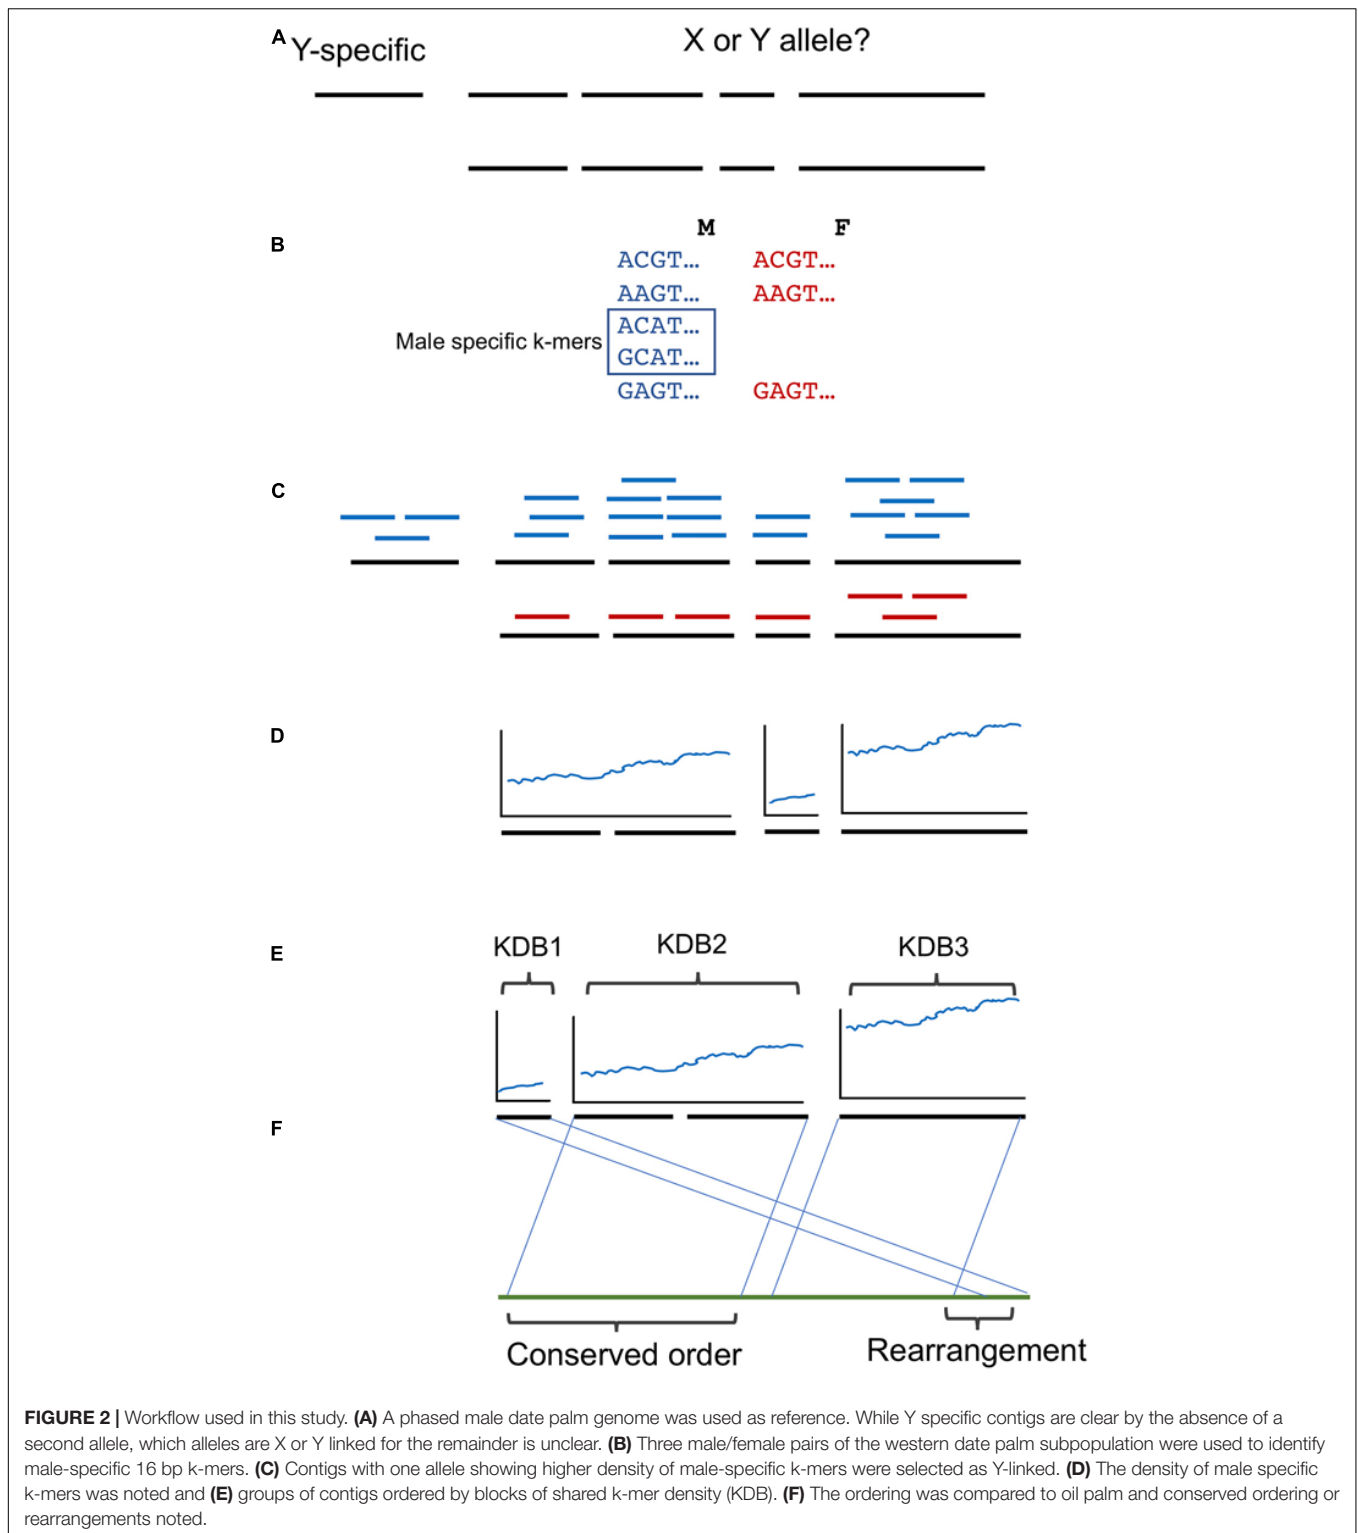 A Y-specific X or Y allele?
B M F
ACGT... ACGT...
AAGT... AAGT...
ACAT...
Male specific k-mers
GCAT...
GAGT... GAGT...
C
D
E KDB1 KDB2 KDB3
F
Conserved order Rearrangement
FIGURE 2 | Workflow used in this study. (A) A phased male date palm genome was used as reference. While Y specific contigs are clear by the absence of a
second allele, which alleles are X or Y linked for the remainder is unclear. (B) Three male/female pairs of the western date palm subpopulation were used to identify
male-specific 16 bp k-mers. (C) Contigs with one allele showing higher density of male-specific k-mers were selected as Y-linked. (D) The density of male specific
k-mers was noted and (E) groups of contigs ordered by blocks of shared k-mer density (KDB). (F) The ordering was compared to oil palm and conserved ordering or
rearrangements noted.